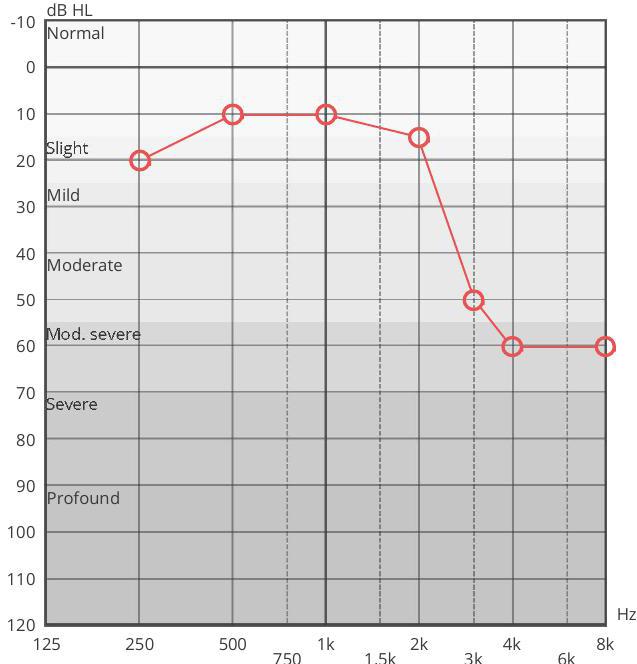 dB HL
-10
Normal
0
10
Slight
20
Mild
30
40
Moderate
50
Mod. severe
60
70
Severe
80
90
Profound
100
110
120
Hz
125 250 500 1k 2k 4k 8k
750 1.5k 3k 6k